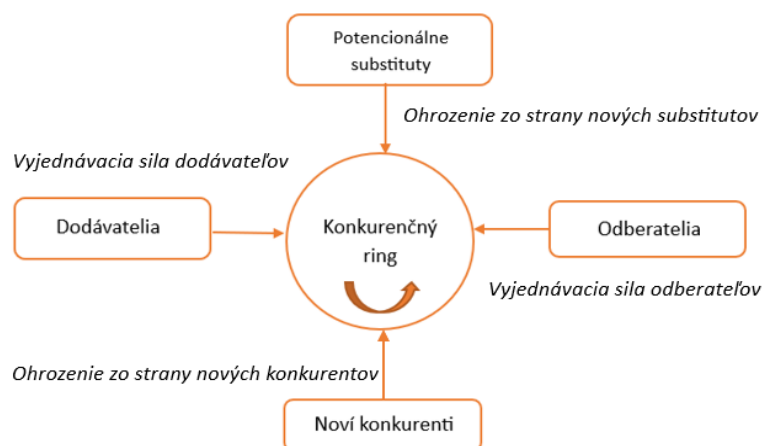 Potencionálne
substituty
Ohrozenie zo strany nových substitutov
Vyjednávacia sila dodávateľov
Dodávatelia
Konkurenčný
ring
Odberatelia
Vyjednávacia sila odberateľov
Ohrozenie zo strany nových konkurentov
Noví konkurenti